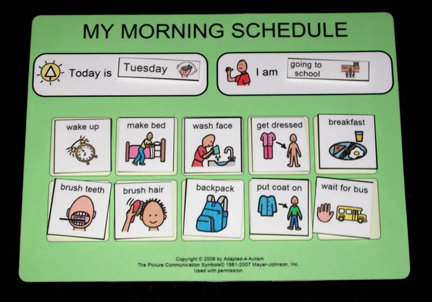 MY MORNING SCHEDULE
Today is Tuesday
I am going to
school
wake up make bed wash face get dressed breakfast
brush teeth brush hair backpack put coat on wait for bus
Copyright © 2006 by Adapted-4-Autism
The Picture Communication Symbols© 1981-2007 Mayer-Johnson, Inc.
Used with permission.